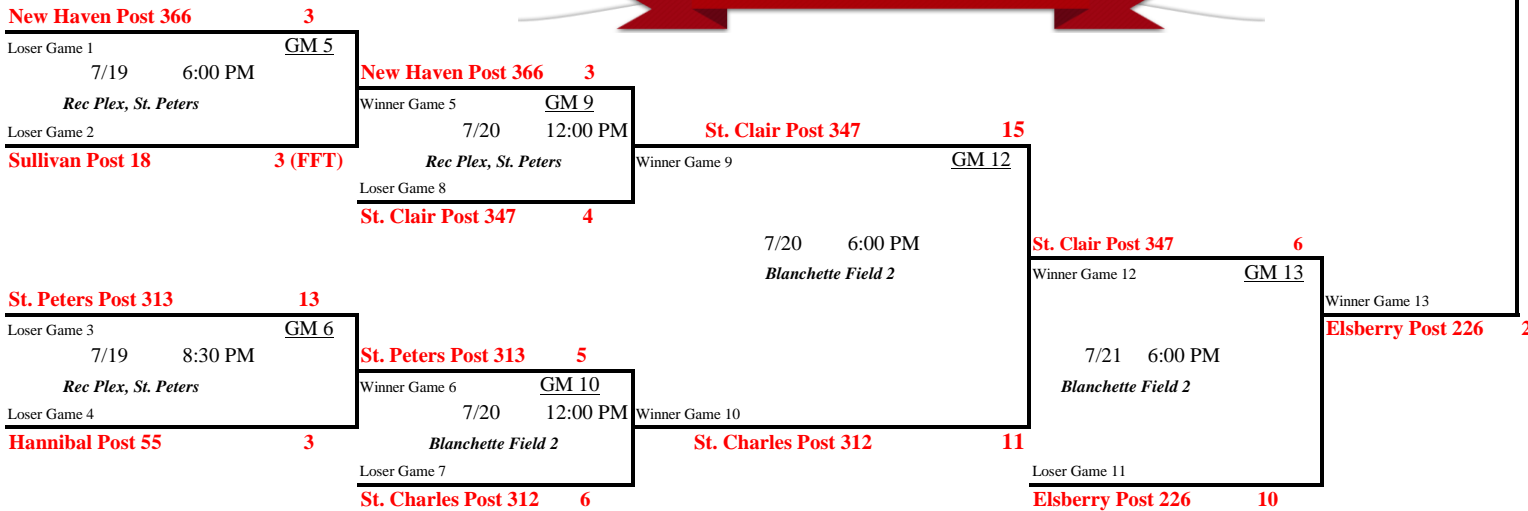 New Haven Post 366 3
Loser Game 1 GM 5
7/19 6:00 PM
Rec Plex, St. Peters
Loser Game 2
Sullivan Post 18 3 (FFT)
New Haven Post 366 3
Winner Game 5 GM 9
7/20 12:00 PM
Rec Plex, St. Peters
Loser Game 8
St. Clair Post 347 4
St. Peters Post 313 13
Loser Game 3 GM 6
7/19 8:30 PM
Rec Plex, St. Peters
Loser Game 4
Hannibal Post 55 3
St. Peters Post 313 5
Winner Game 6 GM 10
7/20 12:00 PM
Blanchette Field 2
Loser Game 7
St. Charles Post 312 6
St. Clair Post 347 15
Winner Game 9 GM 12
7/20 6:00 PM
Blanchette Field 2
Winner Game 10
St. Charles Post 312 11
St. Clair Post 347 6
Winner Game 12 GM 13
7/21 6:00 PM
Blanchette Field 2
Loser Game 11
Elsberry Post 226 10
Winner Game 13
Elsberry Post 226